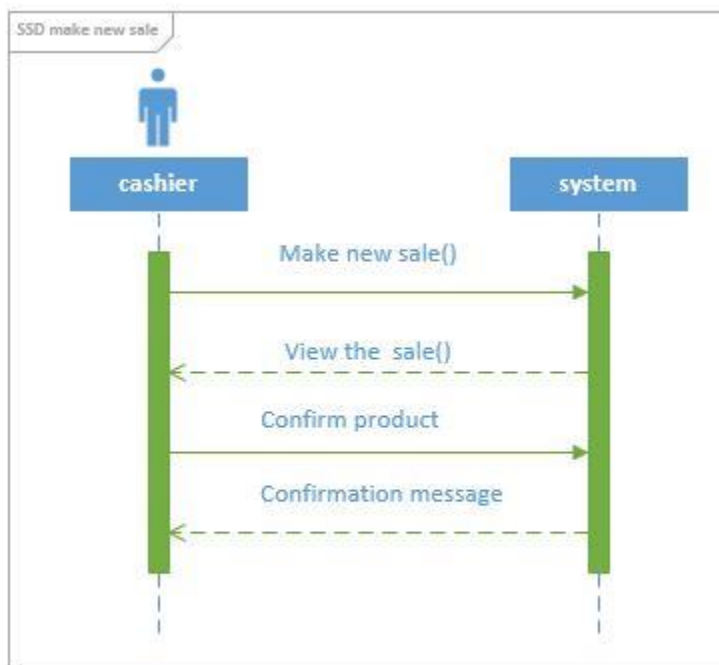 SSD make new sale
cashier
system
Make new sale()
View the  sale()
Confirm product
Confirmation message